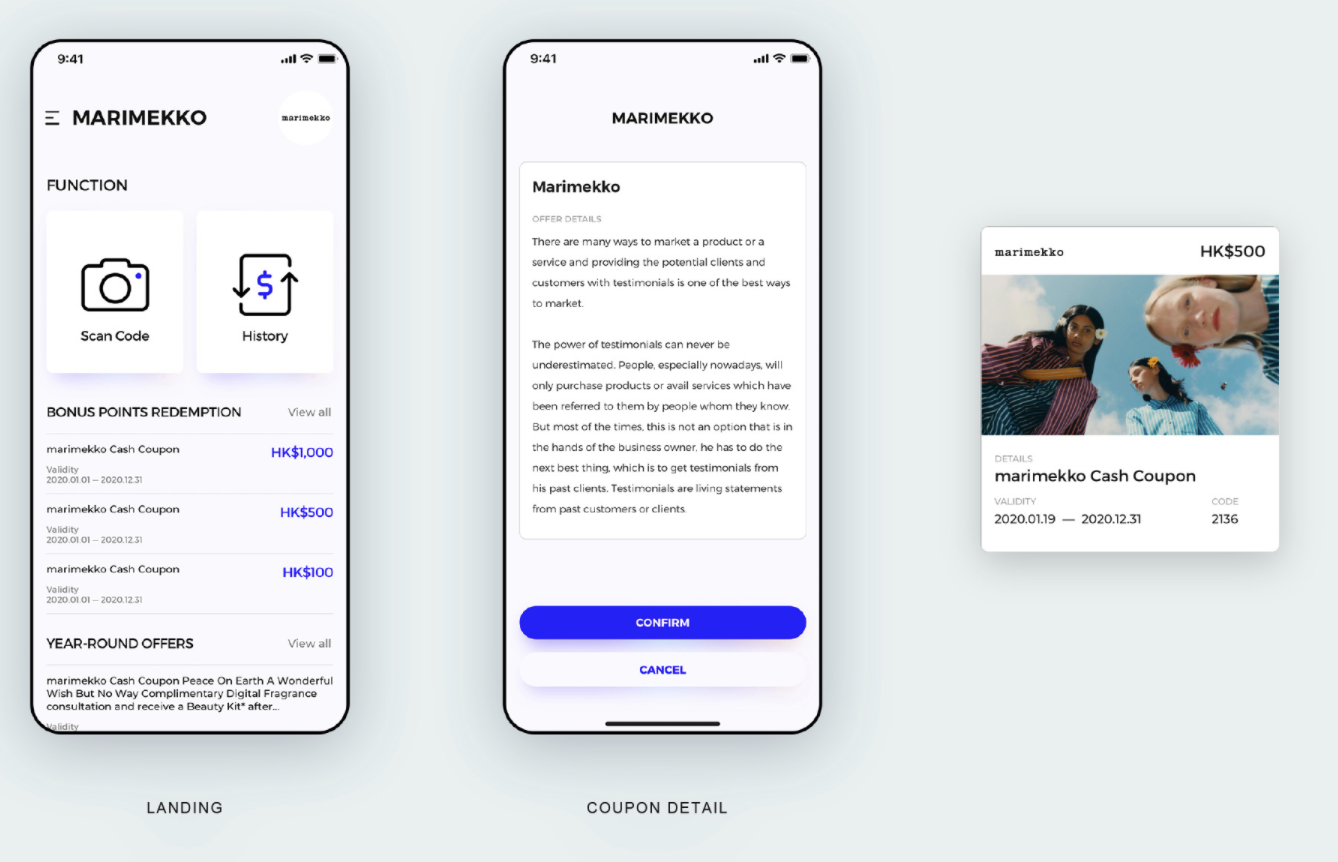 9:41
MARIMEKKO
marimekko
FUNCTION
Scan Code
$
History
BONUS POINTS REDEMPTION
View all
marimekko Cash Coupon
HK$1,000
Validity
2020.01.01 — 2020.12.31
marimekko Cash Coupon
HK$500
Validity
2020.01.01 — 2020.12.31
marimekko Cash Coupon
HK$100
Validity
2020.01.01 — 2020.12.31
YEAR-ROUND OFFERS
View all
marimekko Cash Coupon Peace On Earth A Wonderful
Wish But No Way Complimentary Digital Fragrance
consultation and receive a Beauty Kit* after...
Validity
LANDING
9:41
MARIMEKKO
Marimekko
OFFER DETAILS
There are many ways to market a product or a
service and providing the potential clients and
customers with testimonials is one of the best ways
to market.
The power of testimonials can never be
underestimated. People, especially nowadays, will
only purchase products or avail services which have
been referred to them by people whom they know.
But most of the times, this is not an option that is in
the hands of the business owner, he has to do the
next best thing, which is to get testimonials from
his past clients. Testimonials are living statements
from past customers or clients.
CONFIRM
CANCEL
COUPON DETAIL
marimekko
HK$500
DETAILS
marimekko Cash Coupon
VALIDITY
CODE
2020.01.19 — 2020.12.31
2136